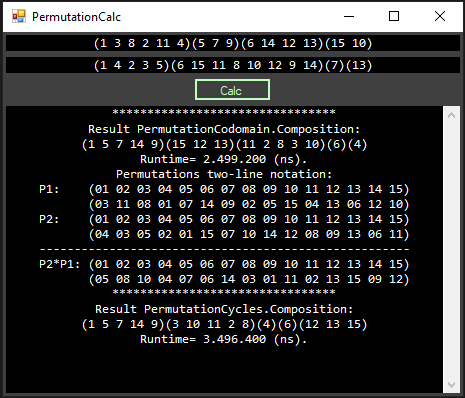 PermutationCalc
(1 3 8 2 11 4)(5 7 9)(6 14 12 13)(15 10)
(1 4 2 3 5)(6 15 11 8 10 12 9 14)(7)(13)
Calc
********************************
Result PermutationCodomain.Composition:
(1 5 7 14 9)(15 12 13)(11 2 8 3 10)(6)(4)
Runtime= 2.499.200 (ns).
Permutations two-line notation:
P1: (01 02 03 04 05 06 07 08 09 10 11 12 13 14 15)
(03 11 08 01 07 14 09 02 05 15 04 13 06 12 10)
P2: (01 02 03 04 05 06 07 08 09 10 11 12 13 14 15)
(04 03 05 02 01 15 07 10 14 12 08 09 13 06 11)
-----------------------------------------------------
P2*P1: (01 02 03 04 05 06 07 08 09 10 11 12 13 14 15)
(05 08 10 04 07 06 14 03 01 11 02 13 15 09 12)
********************************
Result PermutationCycles.Composition:
(1 5 7 14 9)(3 10 11 2 8)(4)(6)(12 13 15)
Runtime= 3.496.400 (ns).